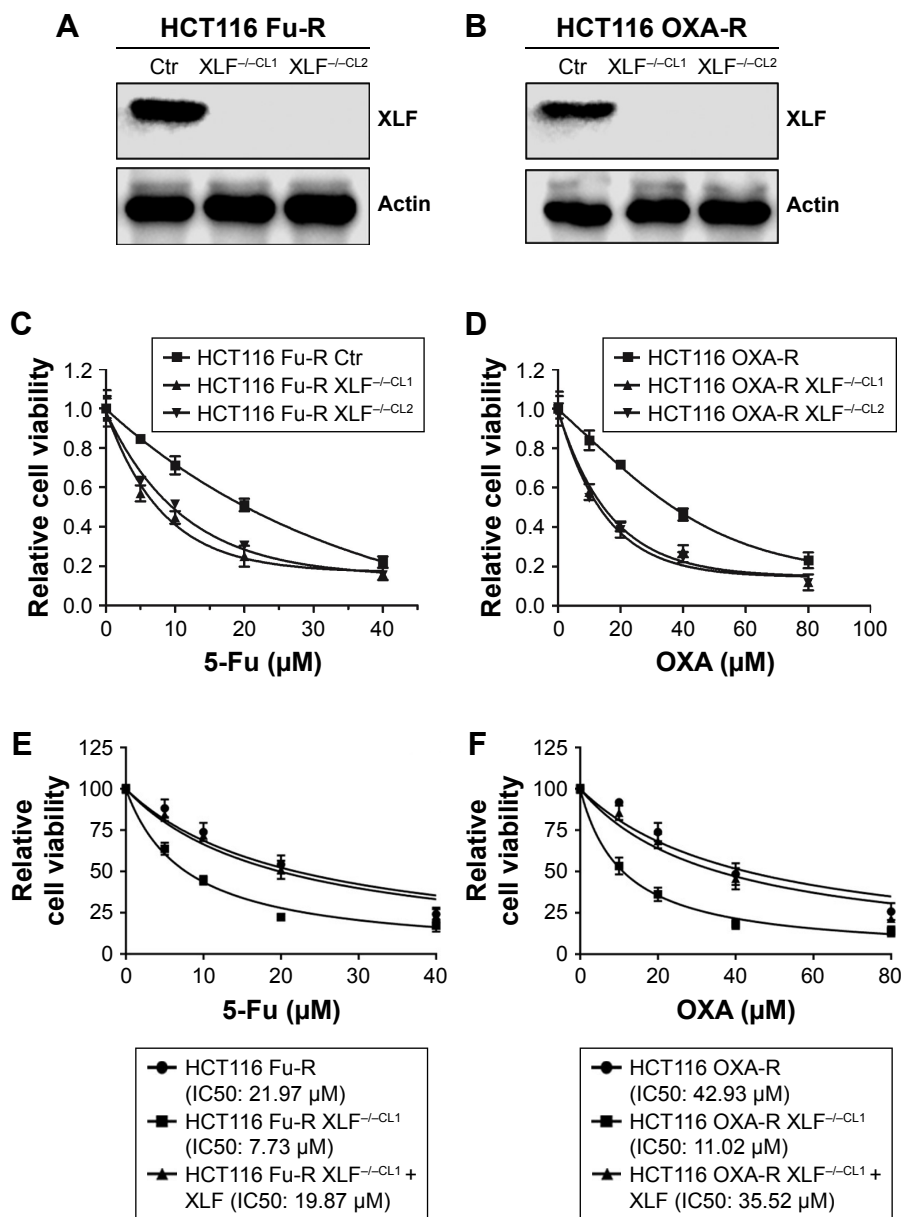 A
HCT116 Fu-R
Ctr XLF−/−CL1 XLF−/−CL2
XLF
Actin
B
HCT116 OXA-R
Ctr XLF−/−CL1 XLF−/−CL2
XLF
Actin
C
HCT116 Fu-R Ctr
HCT116 Fu-R XLF−/−CL1
HCT116 Fu-R XLF−/−CL2
Relative cell viability
1.2
1.0
0.8
0.6
0.4
0.2
0.0
0 10 20 30 40
5-Fu (µM)
D
HCT116 OXA-R
HCT116 OXA-R XLF−/−CL1
HCT116 OXA-R XLF−/−CL2
Relative cell viability
1.2
1.0
0.8
0.6
0.4
0.2
0.0
0 20 40 60 80 100
OXA (µM)
E
Relative
cell viability
125
100
75
50
25
0
0 10 20 30 40
5-Fu (µM)
HCT116 Fu-R
(IC50: 21.97 µM)
HCT116 Fu-R XLF−/−CL1
(IC50: 7.73 µM)
HCT116 Fu-R XLF−/−CL1 +
XLF (IC50: 19.87 µM)
F
Relative
cell viability
125
100
75
50
25
0
0 20 40 60 80
OXA (µM)
HCT116 OXA-R
(IC50: 42.93 µM)
HCT116 OXA-R XLF−/−CL1
(IC50: 11.02 µM)
HCT116 OXA-R XLF−/−CL1 +
XLF (IC50: 35.52 µM)